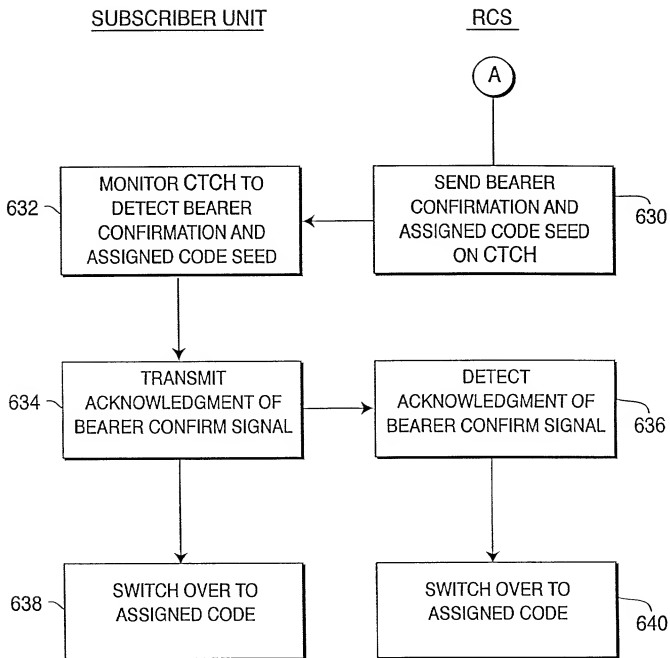 SUBSCRIBER UNIT
RCS
A
632
MONITOR CTCH TO
DETECT BEARER
CONFIRMATION AND
ASSIGNED CODE SEED
SEND BEARER
CONFIRMATION AND
ASSIGNED CODE SEED
ON CTCH
630
634
TRANSMIT
ACKNOWLEDGMENT OF
BEARER CONFIRM SIGNAL
DETECT
ACKNOWLEDGMENT OF
BEARER CONFIRM SIGNAL
636
638
SWITCH OVER TO
ASSIGNED CODE
SWITCH OVER TO
ASSIGNED CODE
640